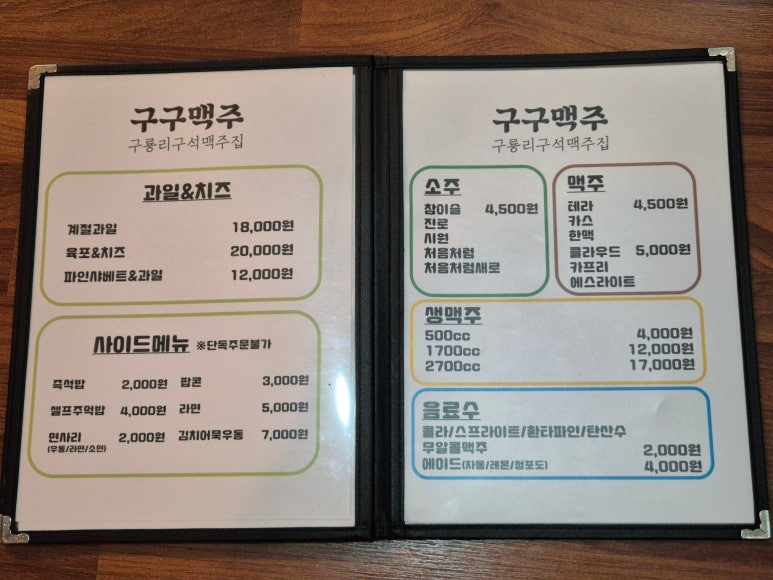 구구맥주
구룡리구석맥주집
과일&치즈
계절과일 18,000원
육포&치즈 20,000원
파인샤베트&과일 12,000원
사이드메뉴 ※단독주문불가
즉석밥 2,000원 팝콘 3,000원
셀프주먹밥 4,000원 라면 5,000원
면사리 2,000원 김치어묵우동 7,000원
(우동/라면/소면)
구구맥주
구룡리구석맥주집
소주
참이슬 4,500원
진로
시원
처음처럼
처음처럼새로
맥주
테라 4,500원
카스
한맥
클라우드 5,000원
카프리
에스라이트
생맥주
500cc 4,000원
1700cc 12,000원
2700cc 17,000원
음료수
콜라/스프라이트/환타파인/탄산수
무알콜맥주 2,000원
에이드(자몽/레몬/청포도) 4,000원